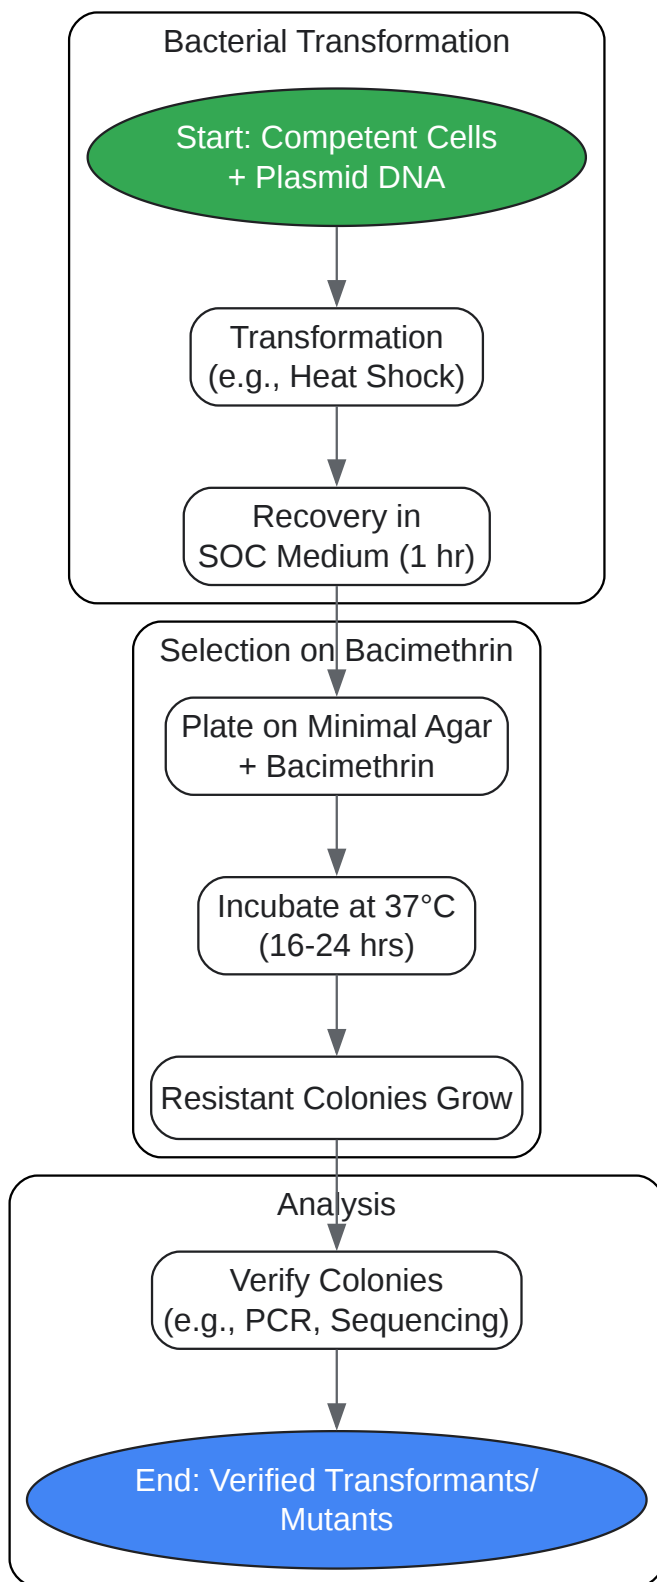 Bacterial Transformation
Start: Competent Cells
+ Plasmid DNA
Transformation
(e.g., Heat Shock)
Recovery in
SOC Medium (1 hr)
Selection on Bacimethrin
Plate on Minimal Agar
+ Bacimethrin
Incubate at 37°C
(16-24 hrs)
Resistant Colonies Grow
Analysis
Verify Colonies
(e.g., PCR, Sequencing)
End: Verified Transformants/
Mutants